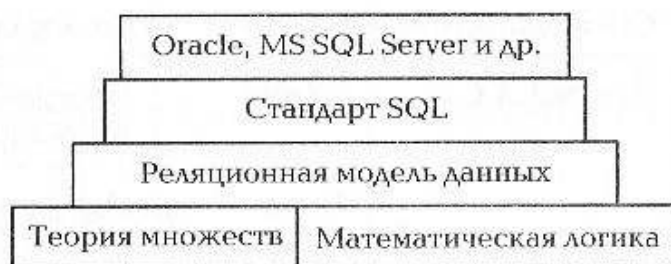 Oracle, MS SQL Server и др.
Стандарт SQL
Реляционная модель данных
Теория множеств Математическая логика